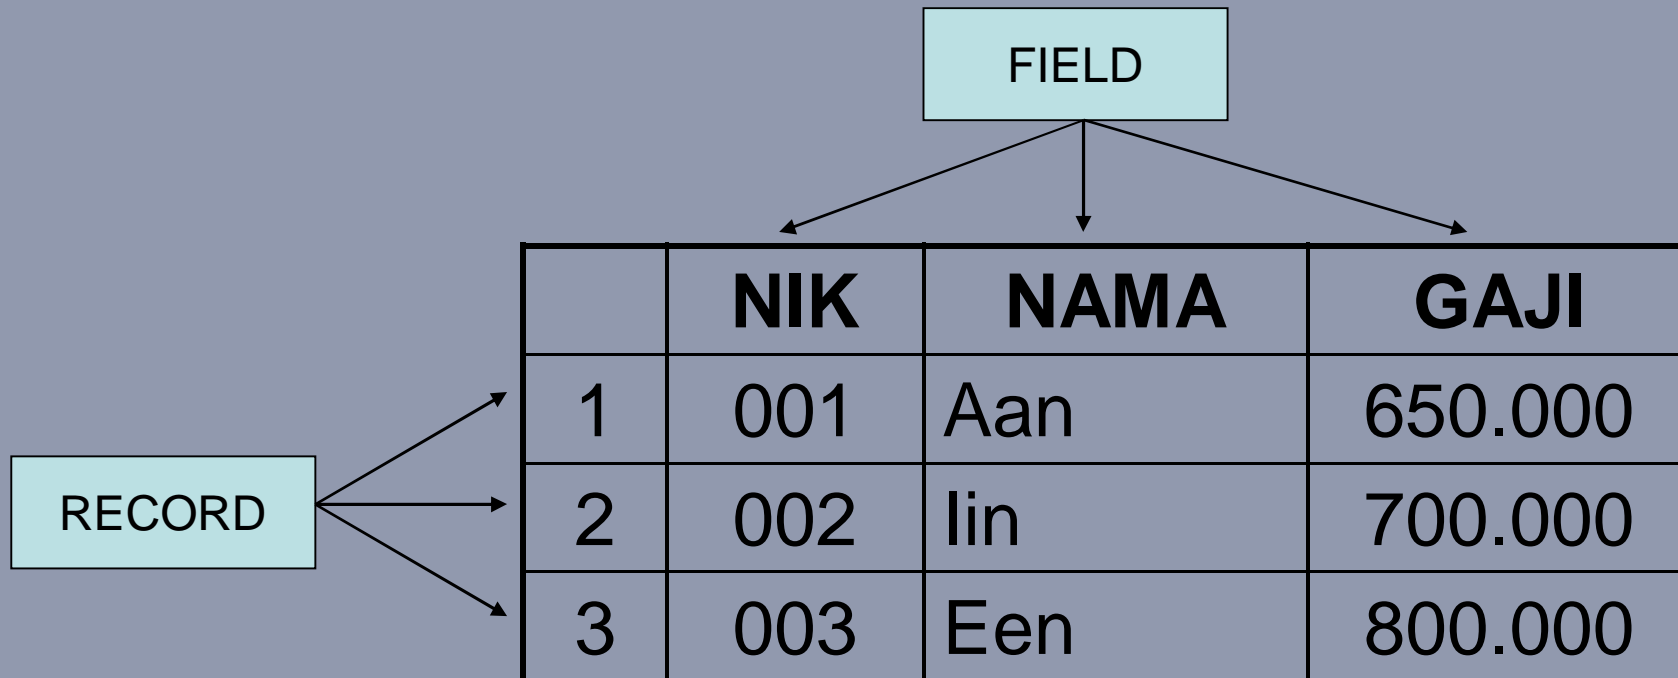 FIELD
NIK NAMA GAJI
1 001 Aan 650.000
RECORD
2 002 Iin 700.000
3 003 Een 800.000